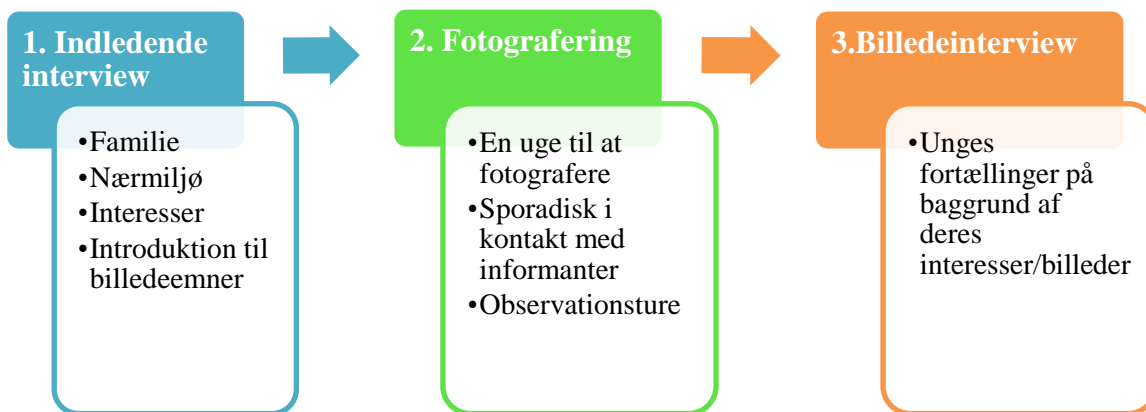 1. Indledende
interview
•Familie
•Nærmiljø
•Interesser
•Introduktion til
billedeemner
2. Fotografering
•En uge til at
fotografere
•Sporadisk i
kontakt med
informanter
•Observationsture
3.Billedeinterview
•Unges
fortællinger på
baggrund af
deres
interesser/billeder